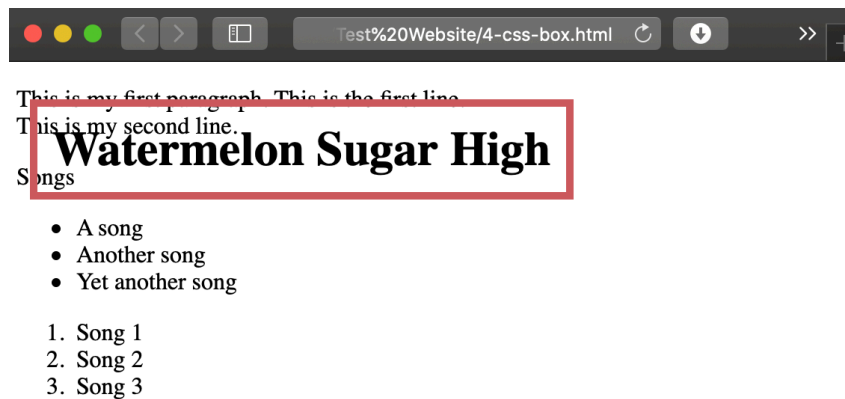 Test%20Website/4-css-box.html
This is my first paragraph. This is the first line.
This is my second line.
Watermelon Sugar High
Songs
• A song
• Another song
• Yet another song
1. Song 1
2. Song 2
3. Song 3